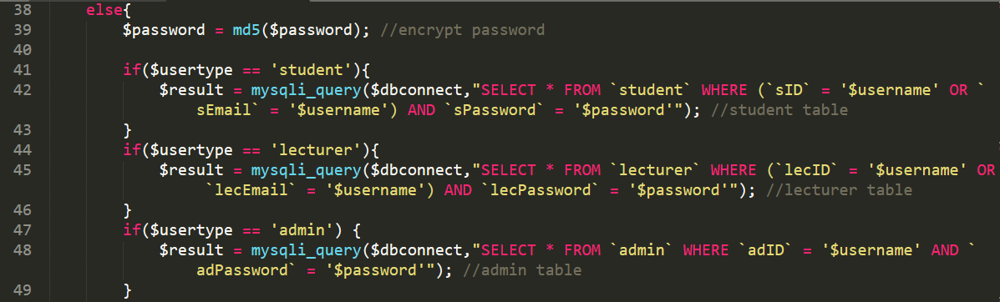 38 else{
39 $password = md5($password); //encrypt password
40
41 if($usertype == 'student'){
42 $result = mysqli_query($dbconnect,"SELECT * FROM `student` WHERE (`sID` = '$username' OR `
sEmail` = '$username') AND `sPassword` = '$password'"); //student table
43 }
44 if($usertype == 'lecturer'){
45 $result = mysqli_query($dbconnect,"SELECT * FROM `lecturer` WHERE (`lecID` = '$username' OR
`lecEmail` = '$username') AND `lecPassword` = '$password'"); //lecturer table
46 }
47 if($usertype == 'admin') {
48 $result = mysqli_query($dbconnect,"SELECT * FROM `admin` WHERE `adID` = '$username' AND `
adPassword` = '$password'"); //admin table
49 }